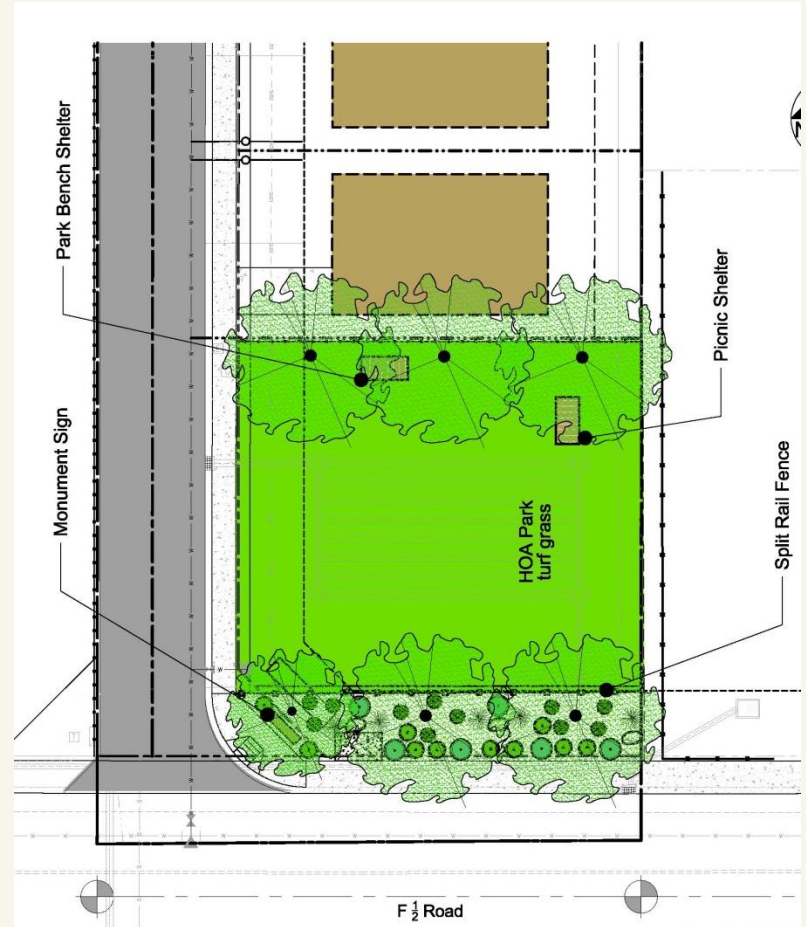 Park Bench Shelter
Monument Sign
Picnic Shelter
HOA Park
turf grass
Split Rail Fence
F ½ Road